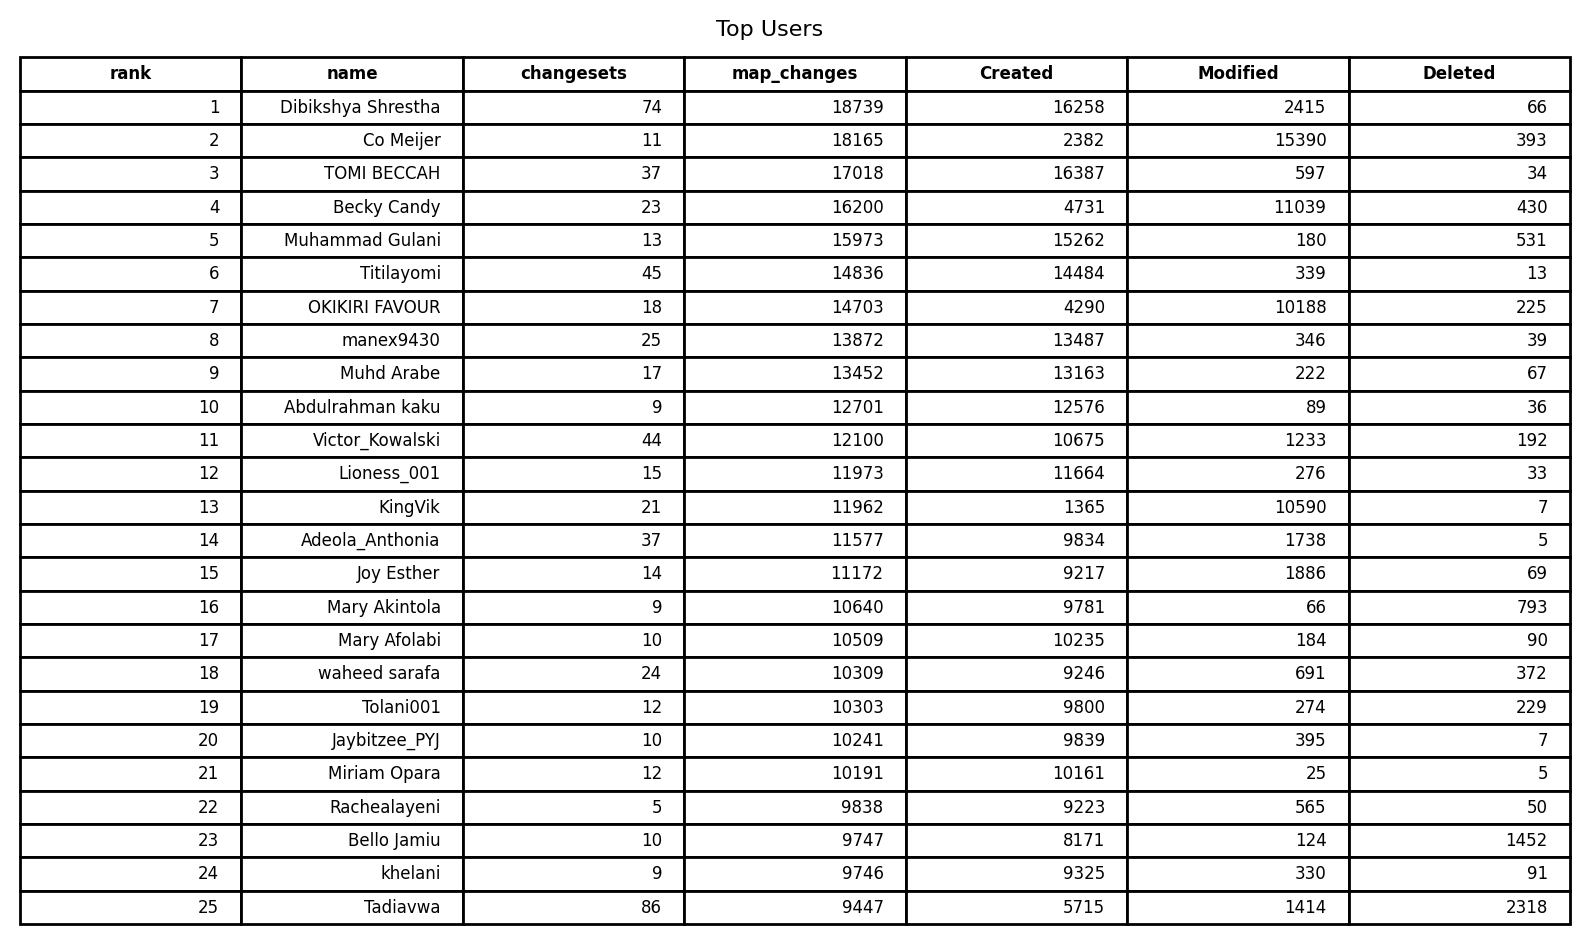 Top Users
rank name changesets map_changes Created Modified Deleted
1 Dibikshya Shrestha 74 18739 16258 2415 66
2 Co Meijer 11 18165 2382 15390 393
3 TOMI BECCAH 37 17018 16387 597 34
4 Becky Candy 23 16200 4731 11039 430
5 Muhammad Gulani 13 15973 15262 180 531
6 Titilayomi 45 14836 14484 339 13
7 OKIKIRI FAVOUR 18 14703 4290 10188 225
8 manex9430 25 13872 13487 346 39
9 Muhd Arabe 17 13452 13163 222 67
10 Abdulrahman kaku 9 12701 12576 89 36
11 Victor_Kowalski 44 12100 10675 1233 192
12 Lioness_001 15 11973 11664 276 33
13 KingVik 21 11962 1365 10590 7
14 Adeola_Anthonia 37 11577 9834 1738 5
15 Joy Esther 14 11172 9217 1886 69
16 Mary Akintola 9 10640 9781 66 793
17 Mary Afolabi 10 10509 10235 184 90
18 waheed sarafa 24 10309 9246 691 372
19 Tolani001 12 10303 9800 274 229
20 Jaybitzee_PYJ 10 10241 9839 395 7
21 Miriam Opara 12 10191 10161 25 5
22 Rachealayeni 5 9838 9223 565 50
23 Bello Jamiu 10 9747 8171 124 1452
24 khelani 9 9746 9325 330 91
25 Tadiavwa 86 9447 5715 1414 2318